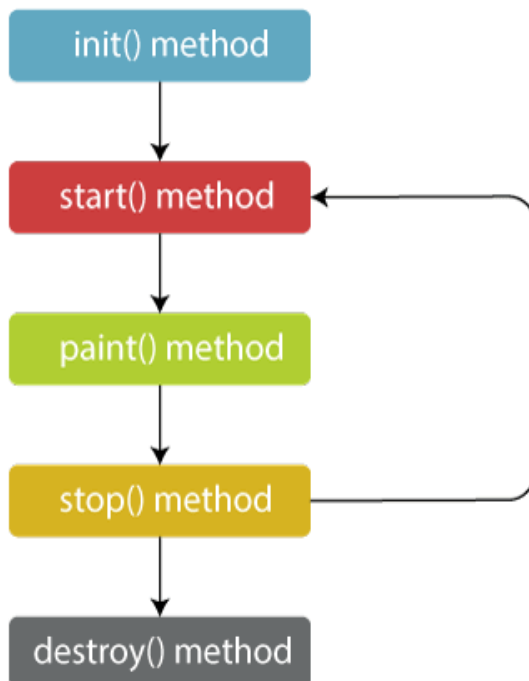 init() method
start() method
paint() method
stop() method
destroy() method